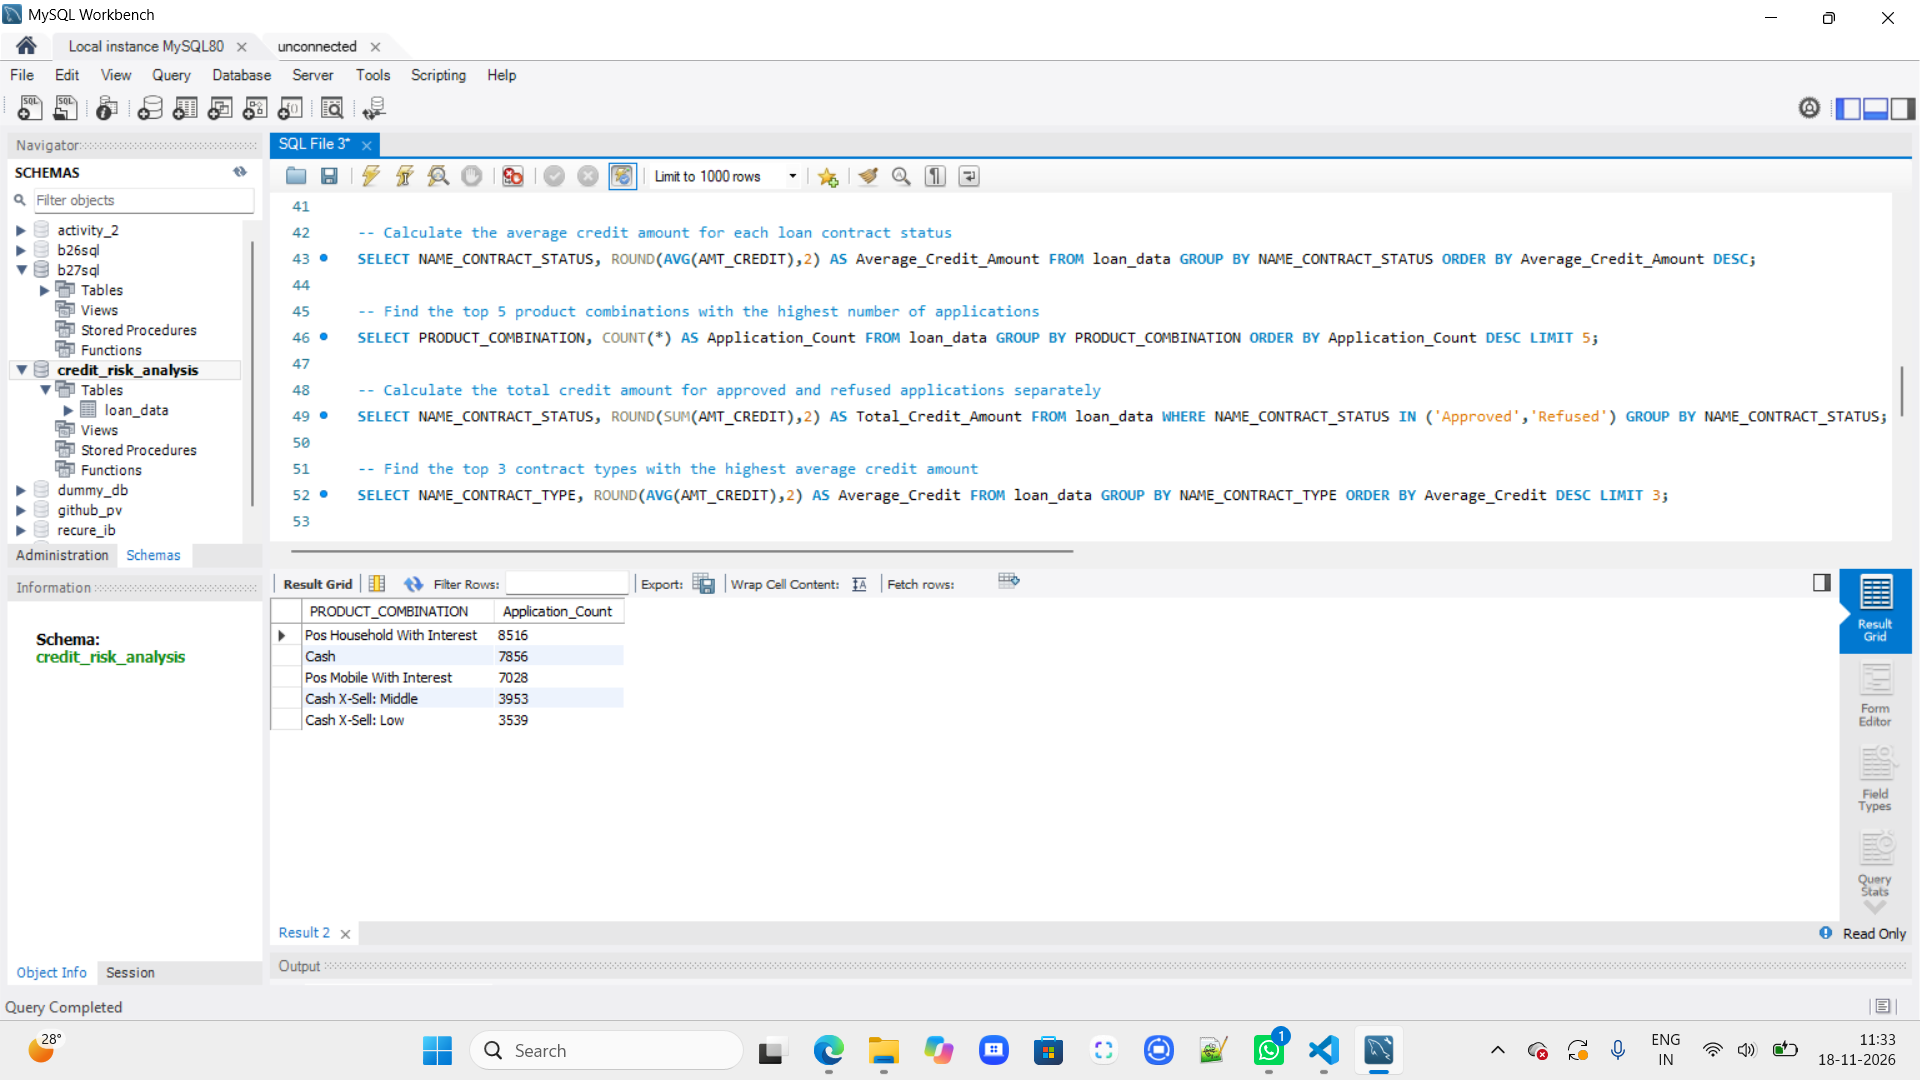 MySQL Workbench
Local instance MySQL80
unconnected
File Edit View Query Database Server Tools Scripting Help
Navigator
SCHEMAS
Filter objects
activity_2
b26sql
b27sql
Tables
Views
Stored Procedures
Functions
credit_risk_analysis
Tables
loan_data
Views
Stored Procedures
Functions
dummy_db
github_pv
recure_ib
Administration Schemas
Information
Schema:
credit_risk_analysis
Object Info Session
SQL File 3*
Limit to 1000 rows
41
42 -- Calculate the average credit amount for each loan contract status
43 SELECT NAME_CONTRACT_STATUS, ROUND(AVG(AMT_CREDIT),2) AS Average_Credit_Amount FROM loan_data GROUP BY NAME_CONTRACT_STATUS ORDER BY Average_Credit_Amount DESC;
44
45 -- Find the top 5 product combinations with the highest number of applications
46 SELECT PRODUCT_COMBINATION, COUNT(*) AS Application_Count FROM loan_data GROUP BY PRODUCT_COMBINATION ORDER BY Application_Count DESC LIMIT 5;
47
48 -- Calculate the total credit amount for approved and refused applications separately
49 SELECT NAME_CONTRACT_STATUS, ROUND(SUM(AMT_CREDIT),2) AS Total_Credit_Amount FROM loan_data WHERE NAME_CONTRACT_STATUS IN ('Approved','Refused') GROUP BY NAME_CONTRACT_STATUS;
50
51 -- Find the top 3 contract types with the highest average credit amount
52 SELECT NAME_CONTRACT_TYPE, ROUND(AVG(AMT_CREDIT),2) AS Average_Credit FROM loan_data GROUP BY NAME_CONTRACT_TYPE ORDER BY Average_Credit DESC LIMIT 3;
53
Result Grid Filter Rows: Export: Wrap Cell Content: Fetch rows:
PRODUCT_COMBINATION Application_Count
Pos Household With Interest 8516
Cash 7856
Pos Mobile With Interest 7028
Cash X-Sell: Middle 3953
Cash X-Sell: Low 3539
Result
Grid
Form
Editor
Field
Types
Query
Stats
Result 2
Read Only
Output
Query Completed
28°
Search
1
ENG
IN
11:33
18-11-2026